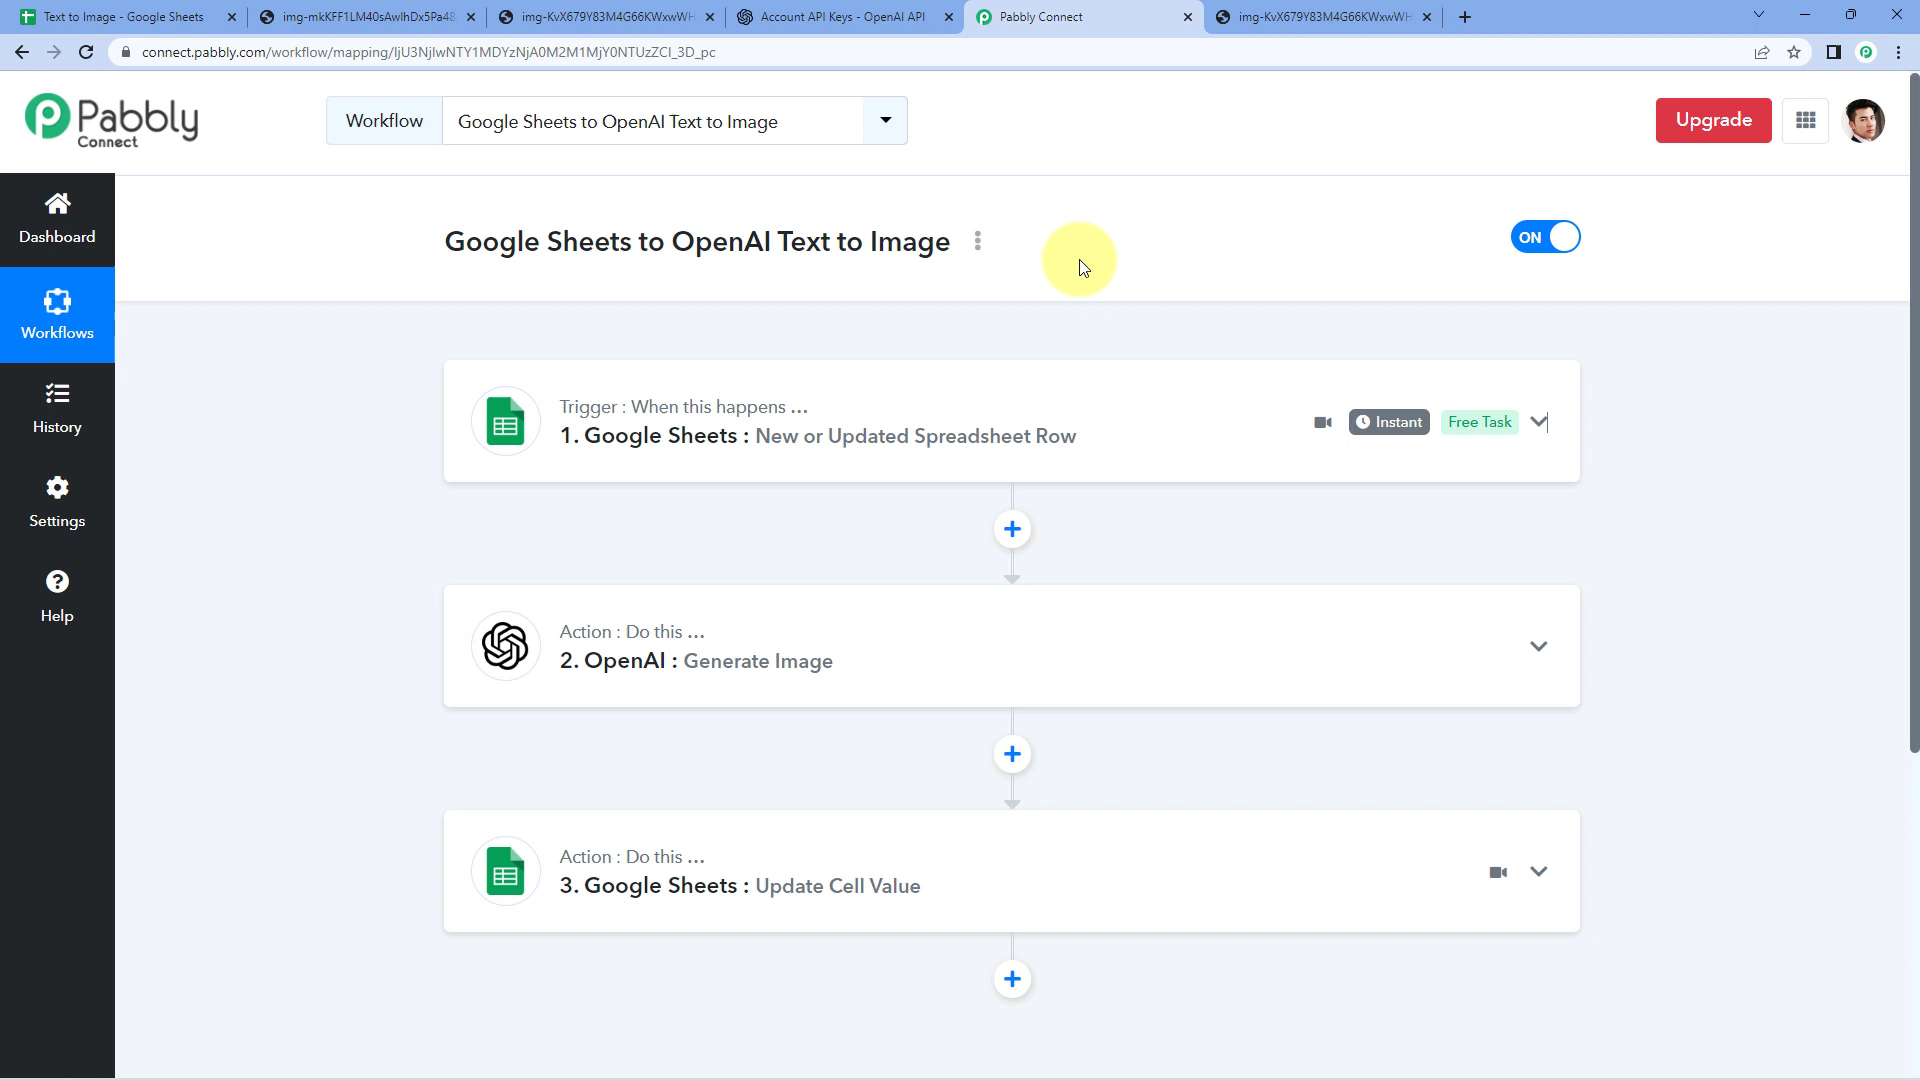 Text to Image - Google Sheets
img-mkKFF1LM40sAwlhDx5Pa48
img-KvX679Y83M4G66KWxwWH
Account API Keys - OpenAI API
Pabbly Connect
img-KvX679Y83M4G66KWxwWH
connect.pabbly.com/workflow/mapping/IjU3NjIwNTY1MDYzNjA0M2M1MjY0NTUzZCI_3D_pc
Pabbly
Connect
Workflow
Google Sheets to OpenAI Text to Image
Upgrade
Dashboard
Workflows
History
Settings
Help
Google Sheets to OpenAI Text to Image
ON
Trigger : When this happens ...
1. Google Sheets : New or Updated Spreadsheet Row
Instant
Free Task
Action : Do this ...
2. OpenAI : Generate Image
Action : Do this ...
3. Google Sheets : Update Cell Value